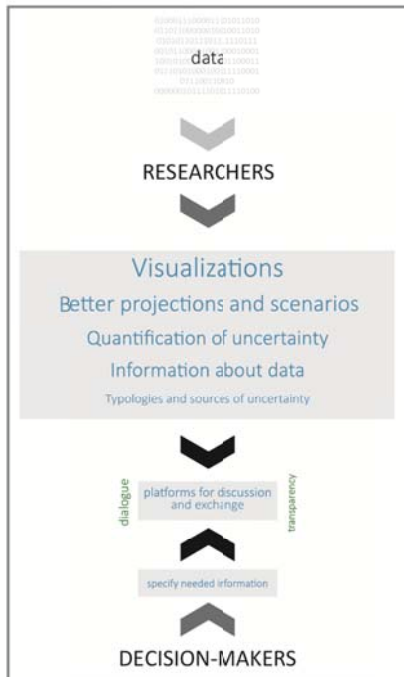 data
RESEARCHERS
Visualizations
Better projections and scenarios
Quantification of uncertainty
Information about data
Typologies and sources of uncertainty
dialogue
platforms for discussion
and exchange
transparency
specify needed information
DECISION-MAKERS